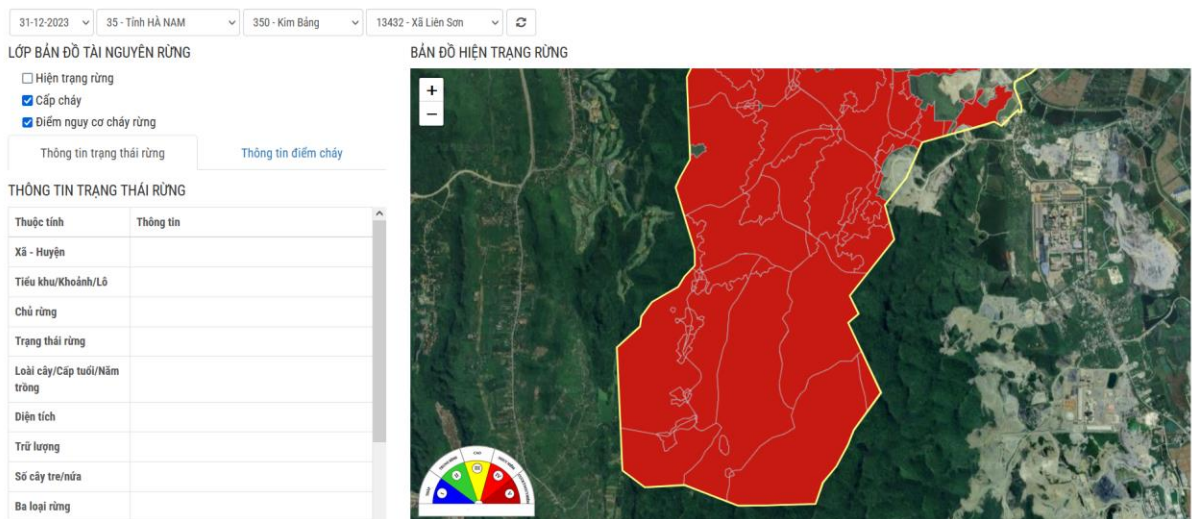 31-12-2023 35 - Tỉnh HÀ NAM 350 - Kim Bảng 13432 - Xã Liên Sơn
LỚP BẢN ĐỒ TÀI NGUYÊN RỪNG
Hiện trạng rừng
Cấp cháy
Điểm nguy cơ cháy rừng
Thông tin trạng thái rừng Thông tin điểm cháy
THÔNG TIN TRẠNG THÁI RỪNG
Thuộc tính Thông tin
Xã - Huyện
Tiểu khu/Khoảnh/Lô
Chủ rừng
Trạng thái rừng
Loài cây/Cấp tuổi/Năm
trồng
Diện tích
Trữ lượng
Số cây tre/nứa
Ba loại rừng
BẢN ĐỒ HIỆN TRẠNG RỪNG
+
−
CAO